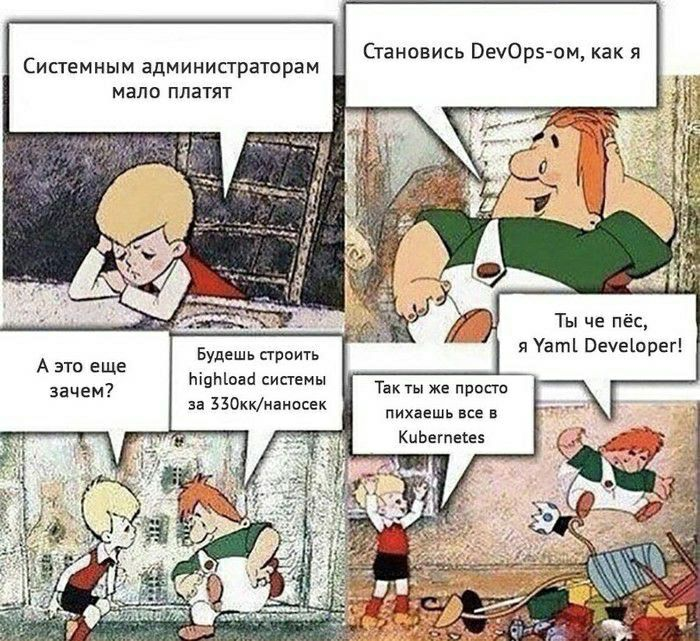 Системным администраторам
мало платят
Становись DevOps-ом, как я
А это еще
зачем?
Будешь строить
highload системы
за 330кк/наносек
Так ты же просто
пихаешь все в
Kubernetes
Ты че пёс,
я Yaml Developer!